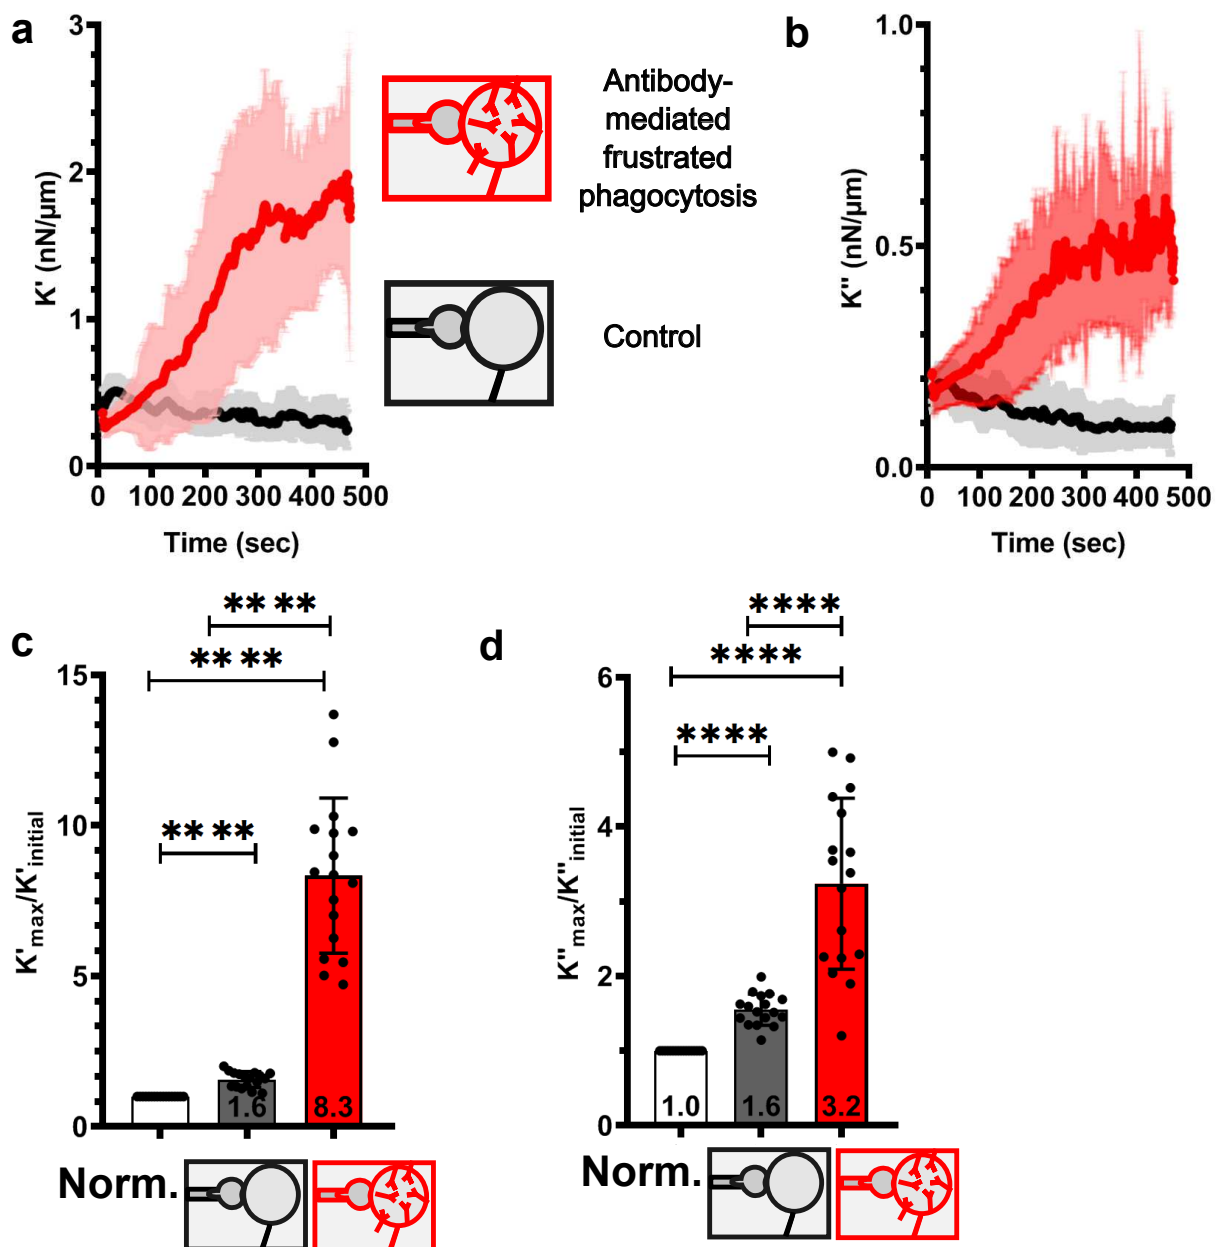 a
3
2
1
0
K' (nN/µm)
0 100 200 300 400 500
Time (sec)
Antibody-
mediated
frustrated
phagocytosis
Control
b
1.0
0.5
0.0
K'' (nN/µm)
0 100 200 300 400 500
Time (sec)
c
** **
** **
** **
15
10
5
0
K'max/K'initial
1.6 8.3
Norm.
d
****
****
****
6
4
2
0
K''max/K''initial
1.0 1.6 3.2
Norm.